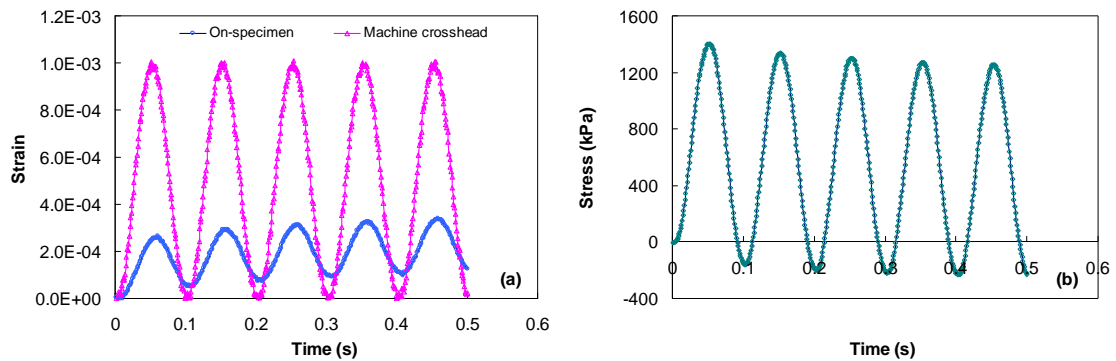 1.2E-03
On-specimen
Machine crosshead
1.0E-03
8.0E-04
6.0E-04
4.0E-04
2.0E-04
0.0E+00
Strain
0 0.1 0.2 0.3 0.4 0.5 0.6
Time (s)
(a)
1600
1200
800
400
0
-400
Stress (kPa)
0 0.1 0.2 0.3 0.4 0.5 0.6
Time (s)
(b)